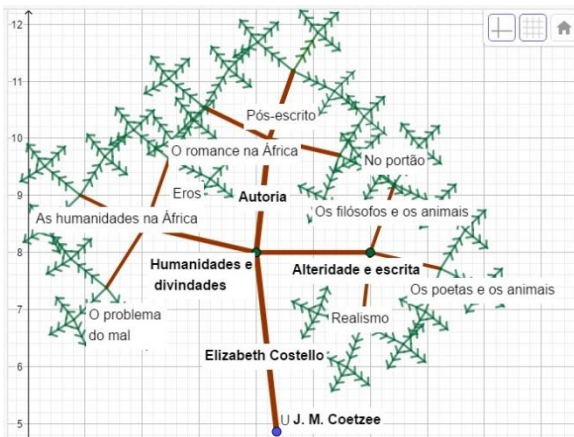 12
11
10
9
8
7
6
5
Pós-escrito
O romance na África
No portão
Eros
Autoria
Os filósofos e os animais
As humanidades na África
Humanidades e
divindades
Alteridade e escrita
Os poetas e os animais
O problema
do mal
Realismo
Elizabeth Costello
U J. M. Coetzee